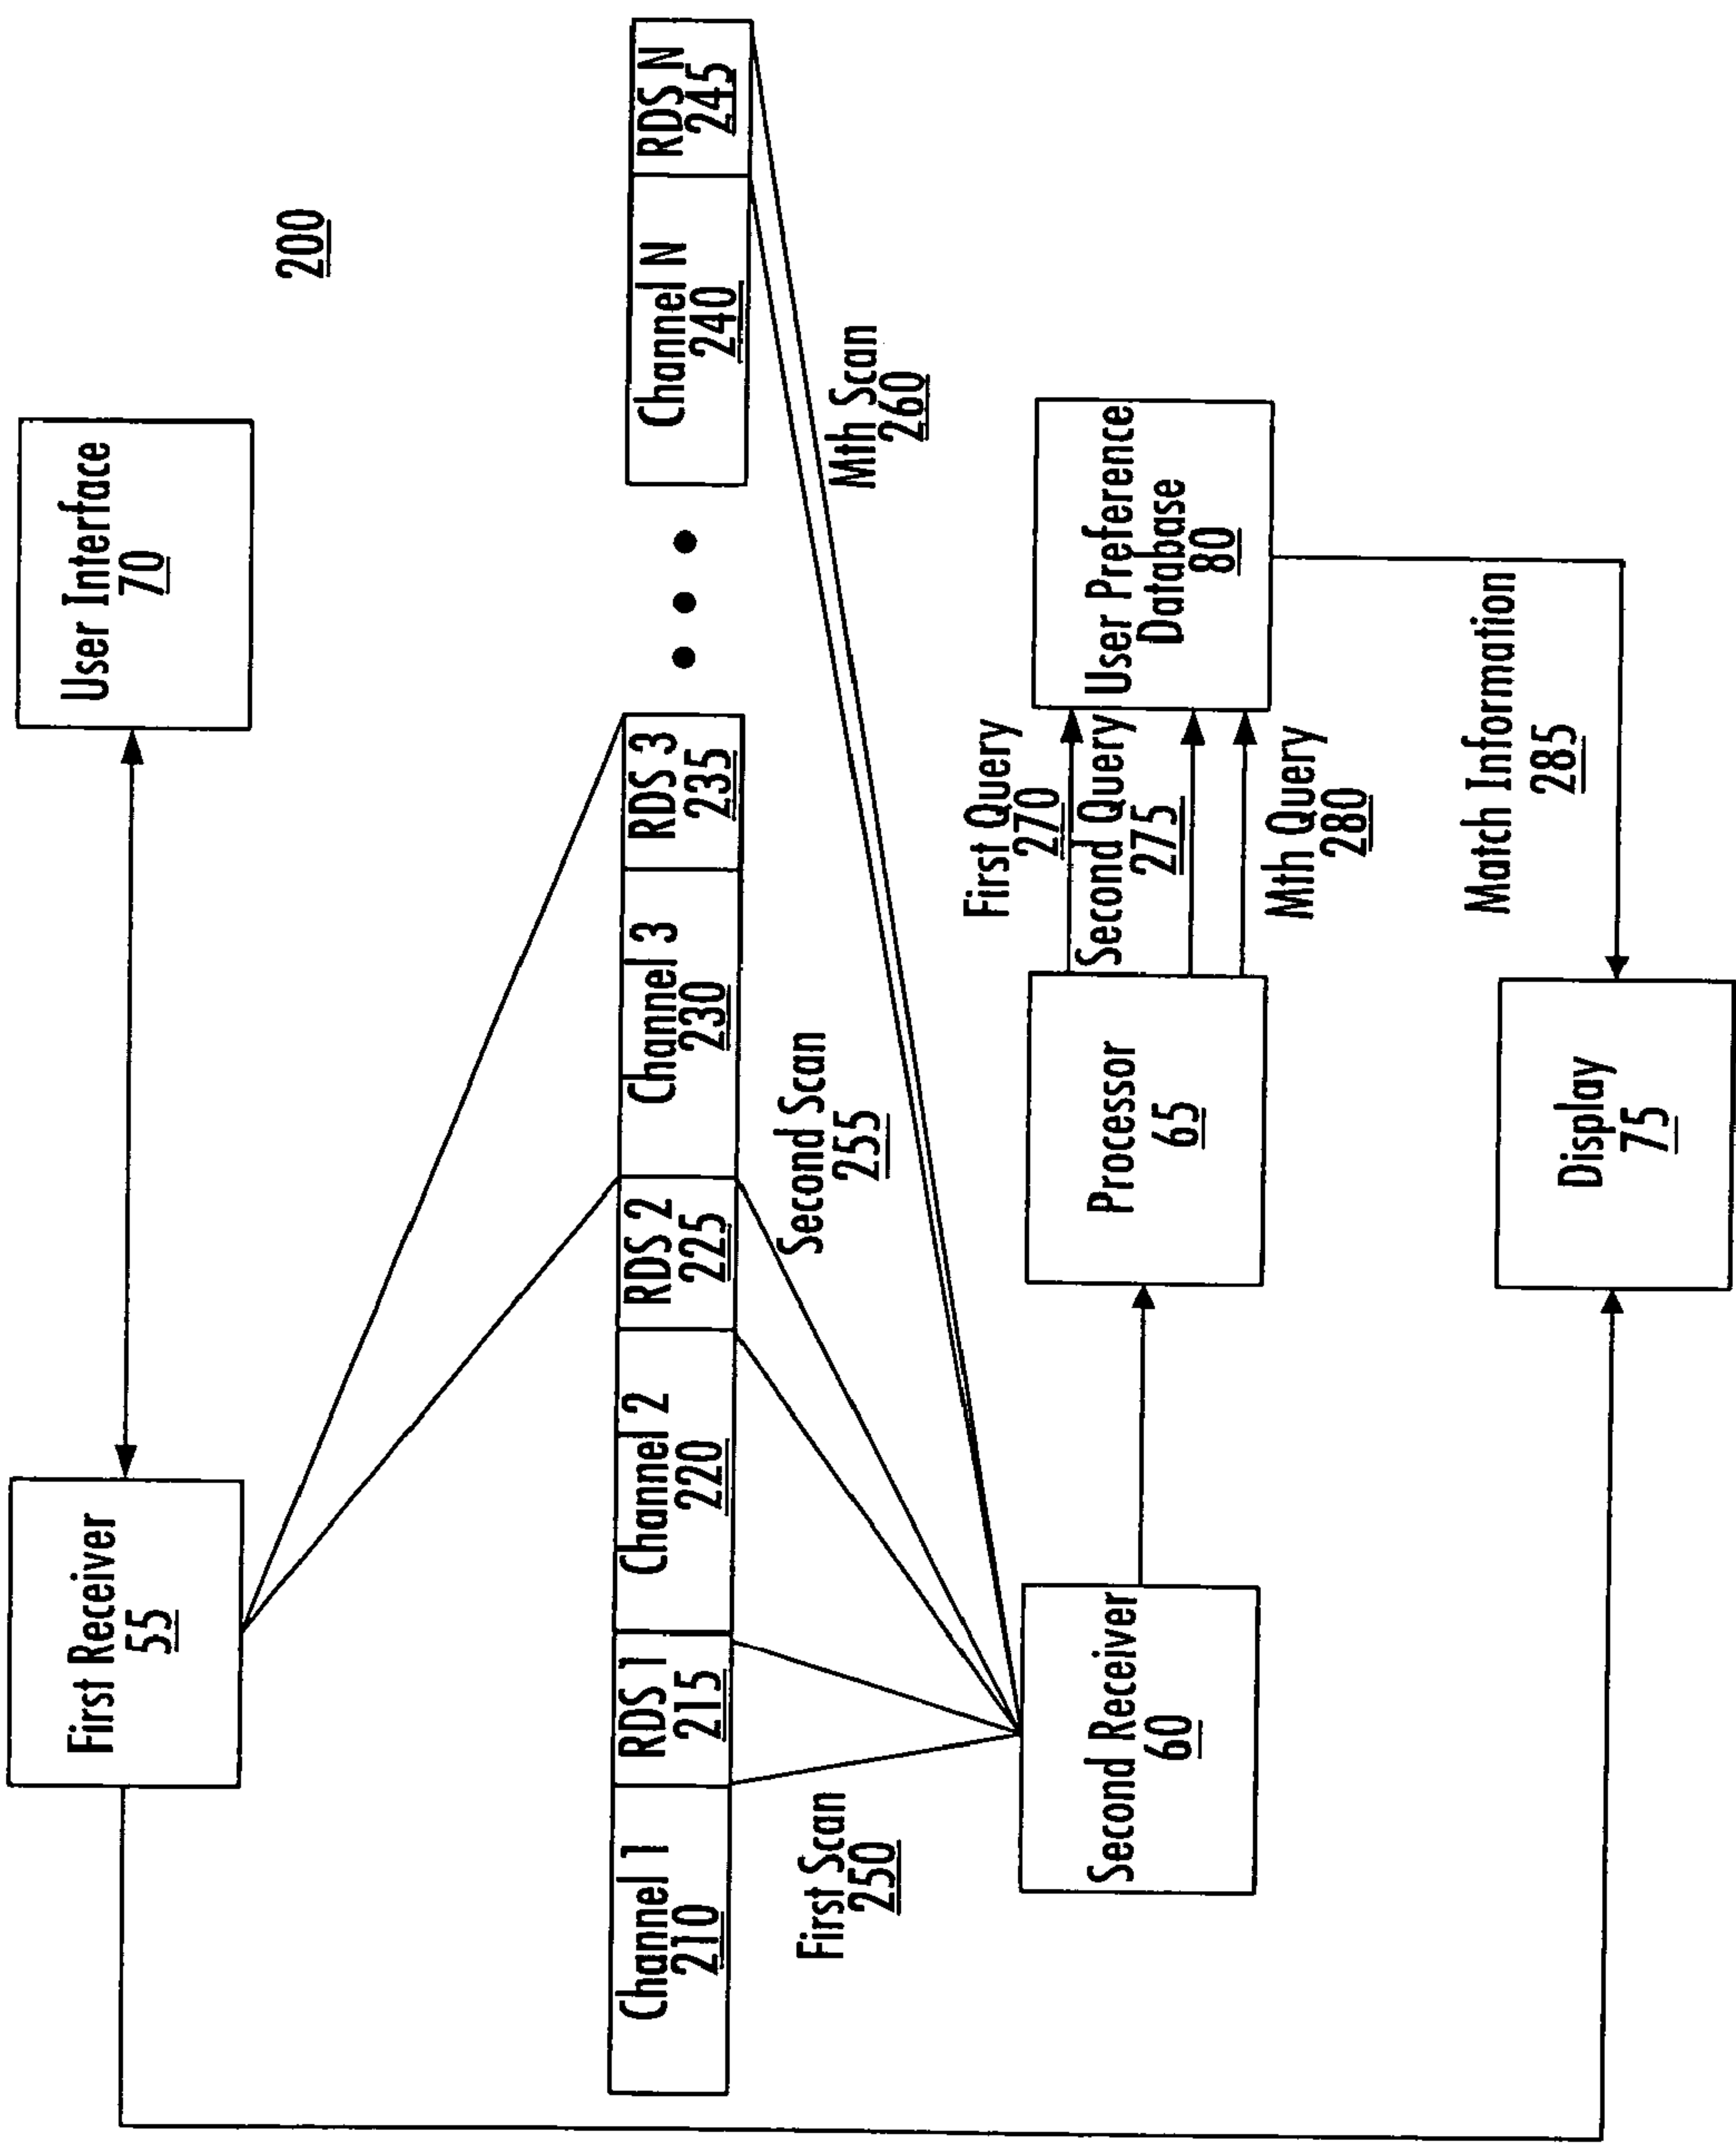 200
First Receiver
55
User Interface
70
Channel 1
210
RDS 1
215
Channel 2
220
RDS 2
225
Channel 3
230
RDS 3
235
Channel N
240
RDS N
245
First Scan
250
Second Scan
255
Mth Scan
260
Second Receiver
60
Processor
65
First Query
270
Second Query
275
Mth Query
280
User Preference
Database
80
Match Information
285
Display
75